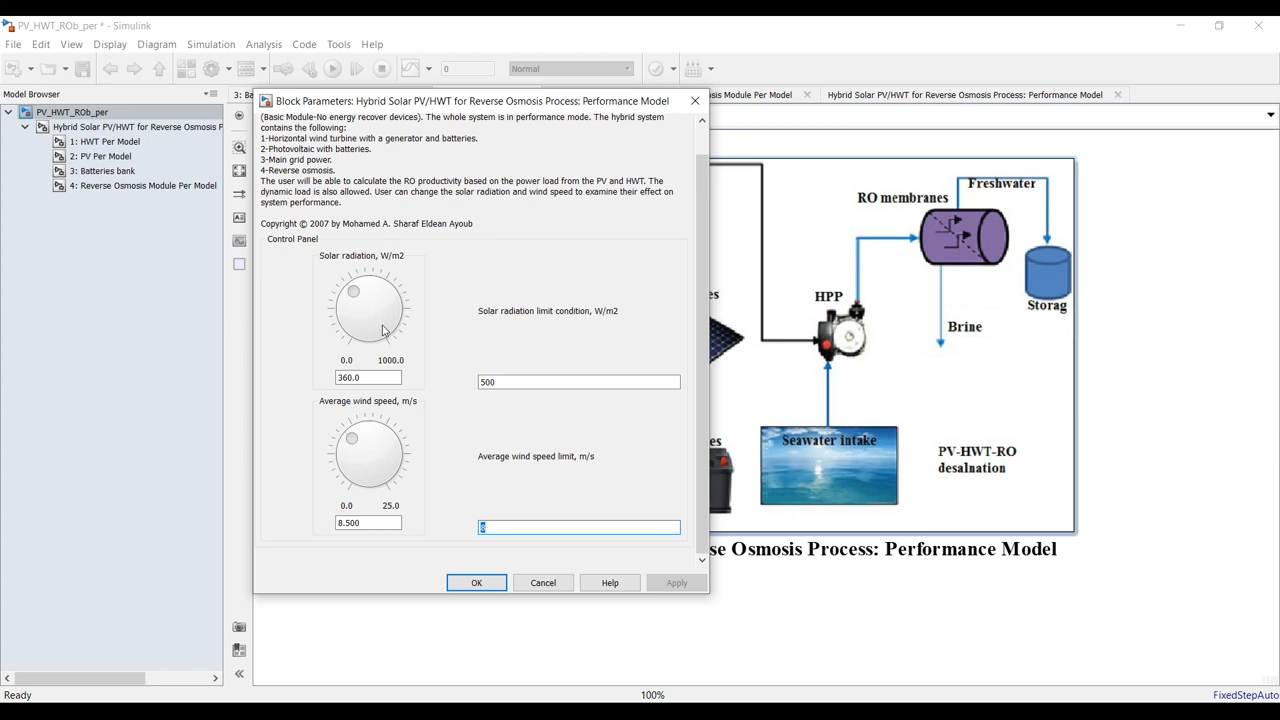 PV_HWT_ROb_per * - Simulink
File Edit View Display Diagram Simulation Analysis Code Tools Help
0 Normal
Model Browser
3: Ba
sis Module Per Model
Hybrid Solar PV/HWT for Reverse Osmosis Process: Performance Model
PV_HWT_ROb_per
Hybrid Solar PV/HWT for Reverse Osmosis P
1: HWT Per Model
2: PV Per Model
3: Batteries bank
4: Reverse Osmosis Module Per Model
Block Parameters: Hybrid Solar PV/HWT for Reverse Osmosis Process: Performance Model
(Basic Module-No energy recover devices). The whole system is in performance mode. The hybrid system
contains the following:
1-Horizontal wind turbine with a generator and batteries.
2-Photovoltaic with batteries.
3-Main grid power.
4-Reverse osmosis.
The user will be able to calculate the RO productivity based on the power load from the PV and HWT. The
dynamic load is also allowed. User can change the solar radiation and wind speed to examine their effect on
system performance.
Copyright © 2007 by Mohamed A. Sharaf Eldean Ayoub
Control Panel
Solar radiation, W/m2
0.0 1000.0
360.0
Solar radiation limit condition, W/m2
500
Average wind speed, m/s
0.0 25.0
8.500
Average wind speed limit, m/s
OK Cancel Help Apply
RO membranes
Freshwater
HPP
Storag
Brine
es
es
Seawater intake
PV-HWT-RO
desalnation
se Osmosis Process: Performance Model
Ready
100%
FixedStepAuto